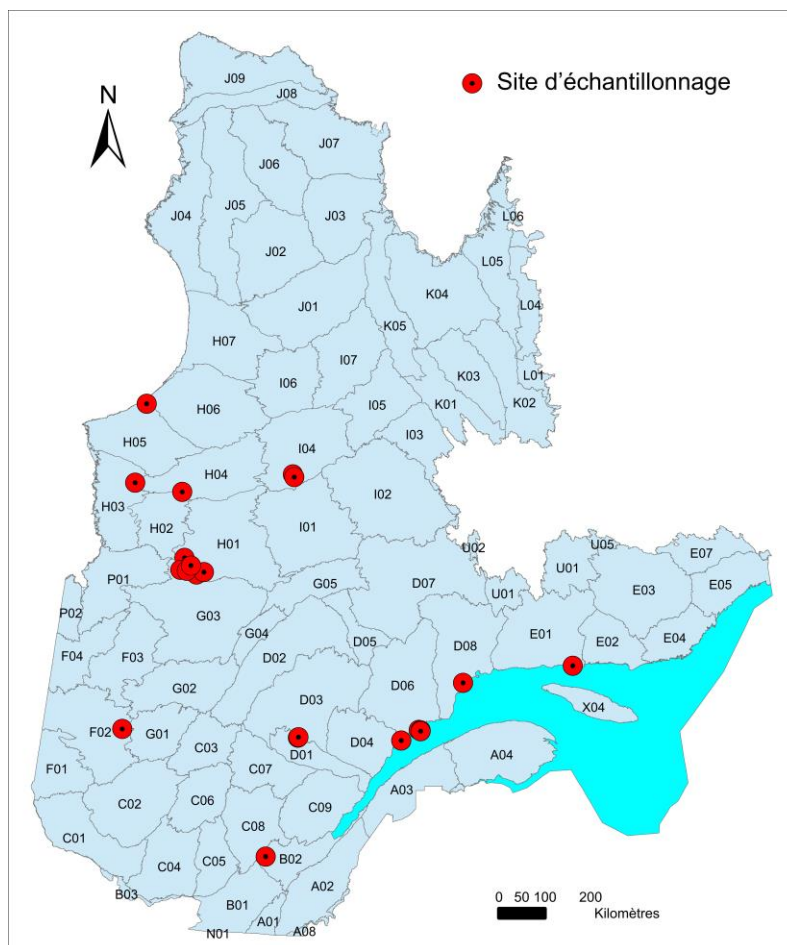 J09
J08
Site d'échantillonnage
N
J07
J06
J04
J05
J03
L06
J02
L05
K04
L04
J01
K05
H07
I07
L01
I06
K03
I05
K01
K02
H06
I03
H05
I04
H04
H03
I02
H02
I01
H01
U02
U05
E07
U01
P01
G05
D07
E03
E05
U01
P02
G03
G04
D05
E01
E02
E04
F04
F03
D02
D08
D06
G02
D03
X04
F02
G01
C03
D04
D01
A04
F01
C07
A03
C02
C06
C09
C08
C01
C04
C05
B02
A02
B03
B01
A01
N01
A08
0 50 100 200
Kilomètres